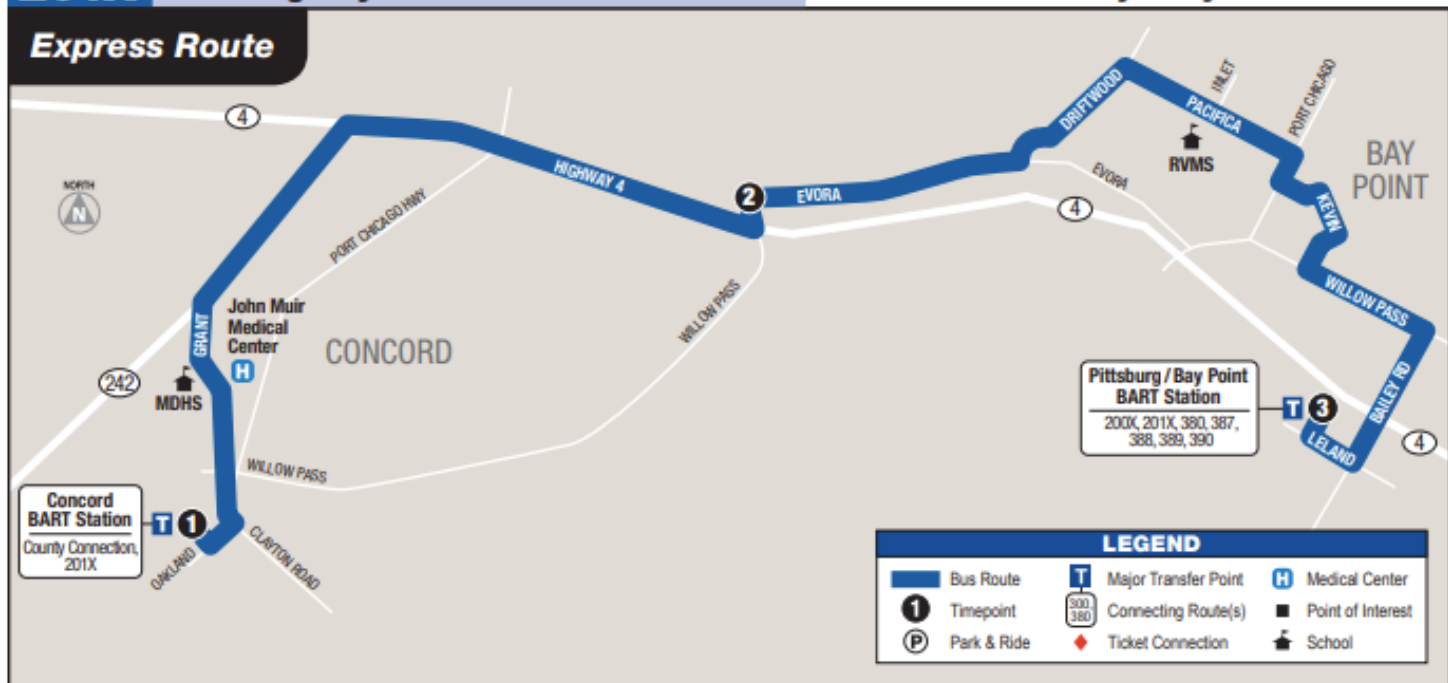 Express Route
4
NORTH
N
PORT CHICAGO HWY
HIGHWAY 4
2
EVORA
DRIFTWOOD
PACIFICA
INLET
PORT CHICAGO
RVMS
EVORA
BAY
POINT
4
KEVIN
WILLOW PASS
BAILEY RD
GRANT
John Muir
Medical
Center
H
CONCORD
WILLOW PASS
242
MDHS
WILLOW PASS
Concord
BART Station
County Connection,
201X
T
1
OAKLAND
CLAYTON ROAD
Pittsburg / Bay Point
BART Station
200X, 201X, 380, 387,
388, 389, 390
T
3
LELAND
4
LEGEND
Bus Route
T Major Transfer Point
H Medical Center
1 Timepoint
300, 380 Connecting Route(s)
Point of Interest
P Park & Ride
Ticket Connection
School